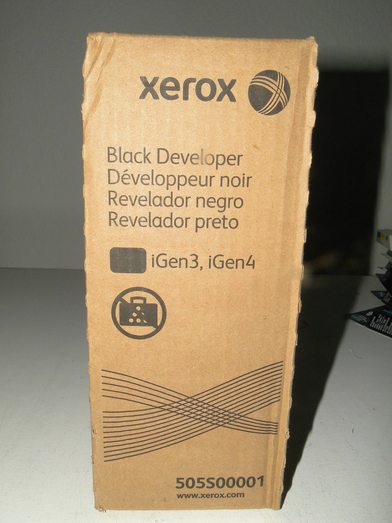 xerox
Black Developer
Développeur noir
Revelador negro
Revelador preto
iGen3, iGen4
505S00001
www.xerox.com